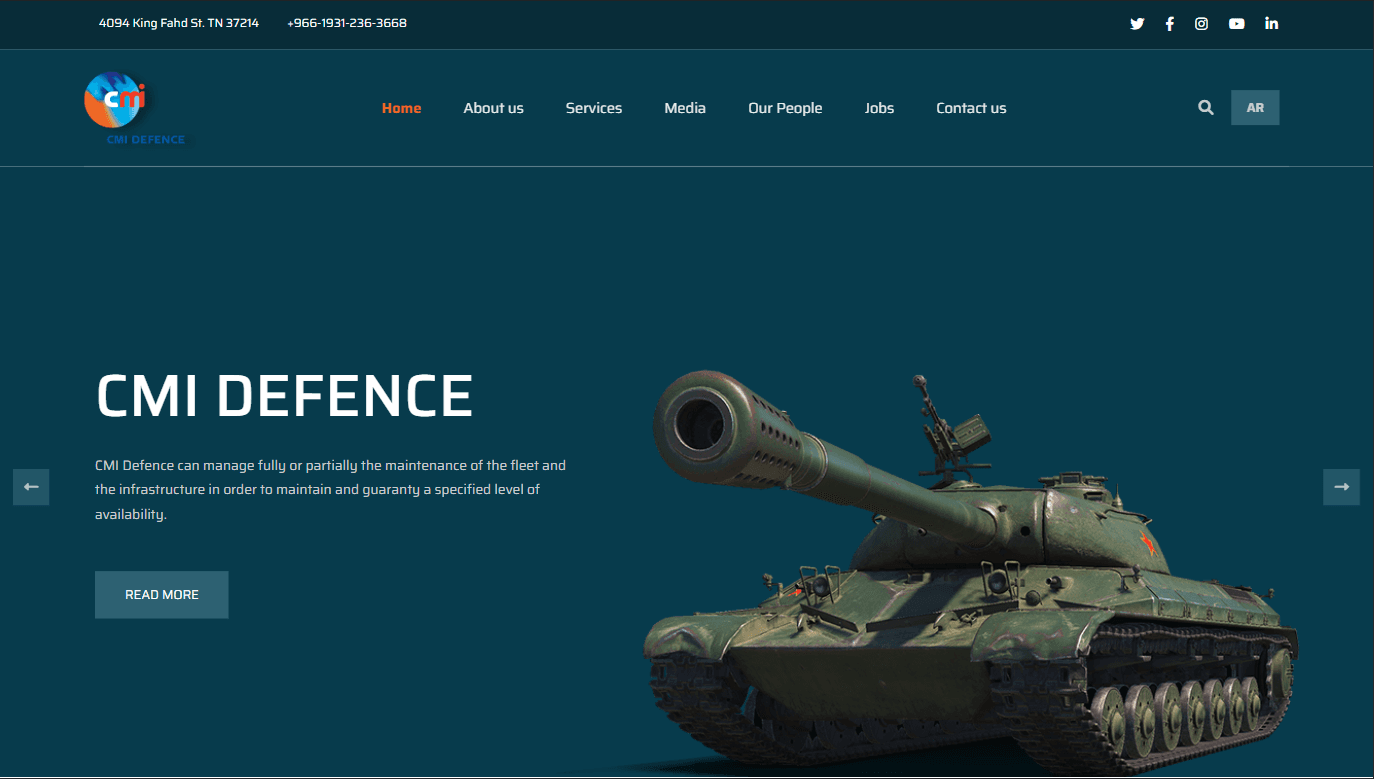 4094 King Fahd St. TN 37214
+966-1931-236-3668
cmi
CMI DEFENCE
Home
About us
Services
Media
Our People
Jobs
Contact us
AR
CMI DEFENCE
CMI Defence can manage fully or partially the maintenance of the fleet and
the infrastructure in order to maintain and guaranty a specified level of
availability.
READ MORE